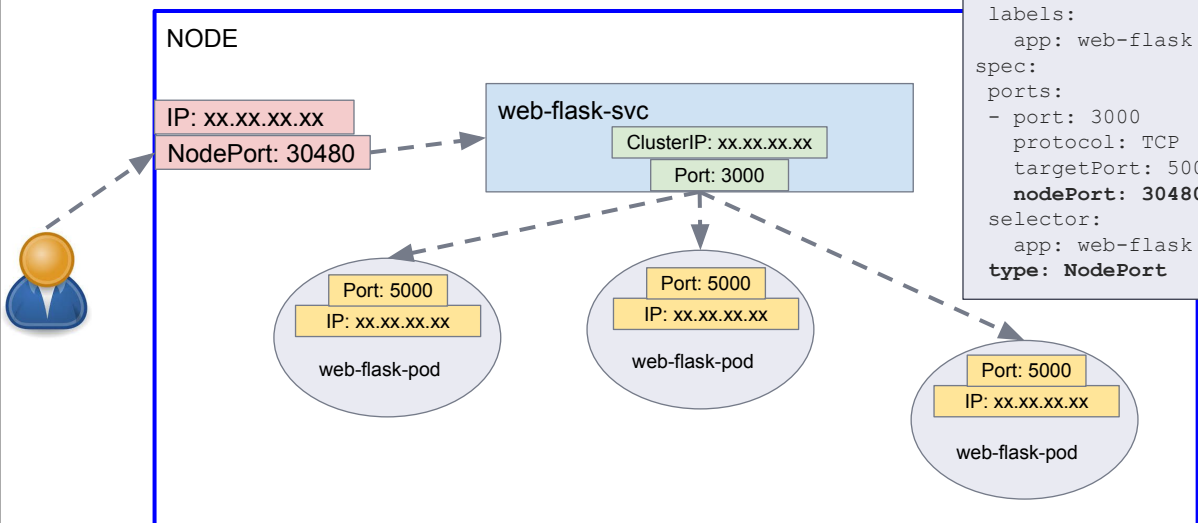 NODE
IP: xx.xx.xx.xx
NodePort: 30480
web-flask-svc
ClusterIP: xx.xx.xx.xx
Port: 3000
Port: 5000
IP: xx.xx.xx.xx
web-flask-pod
Port: 5000
IP: xx.xx.xx.xx
web-flask-pod
Port: 5000
IP: xx.xx.xx.xx
web-flask-pod
labels:
app: web-flask
spec:
ports:
- port: 3000
protocol: TCP
targetPort:
nodePort: 30480
selector:
app: web-flask
type: NodePort